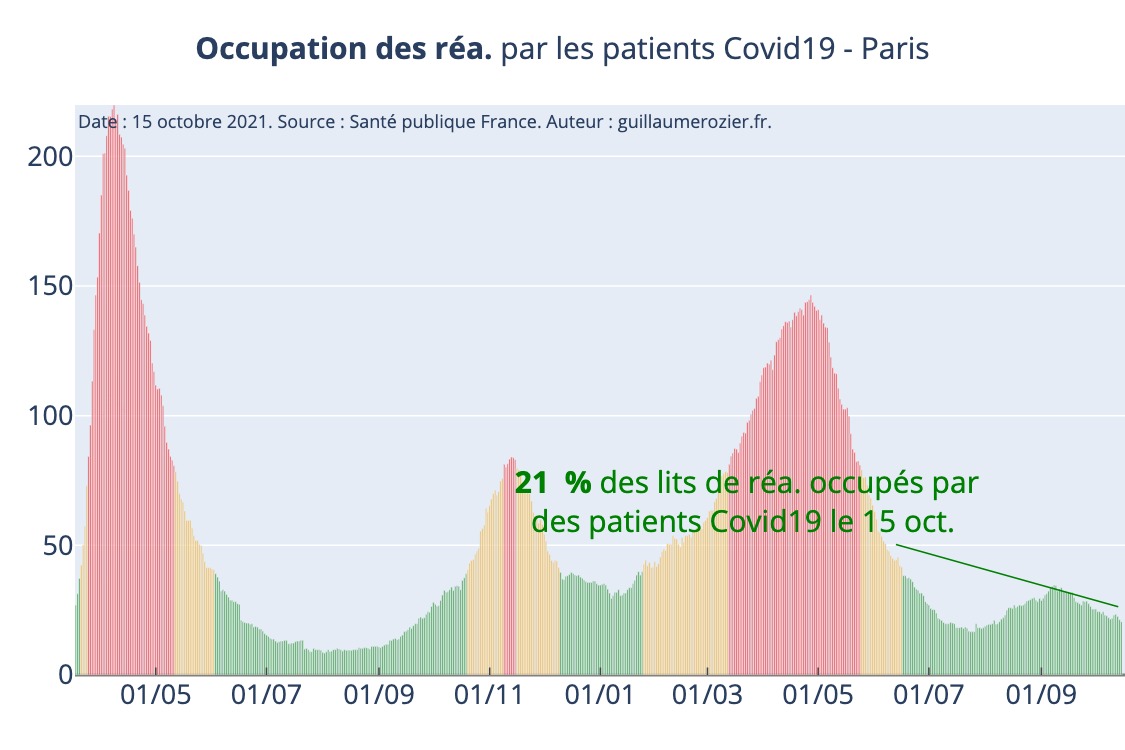 Occupation des réa. par les patients Covid19 - Paris
Date : 15 octobre 2021. Source : Santé publique France. Auteur : guillaumerozier.fr.
200
150
100
21 % des lits de réa. occupés par
des patients Covid19 le 15 oct.
50
0
01/05 01/07 01/09 01/11 01/01 01/03 01/05 01/07 01/09